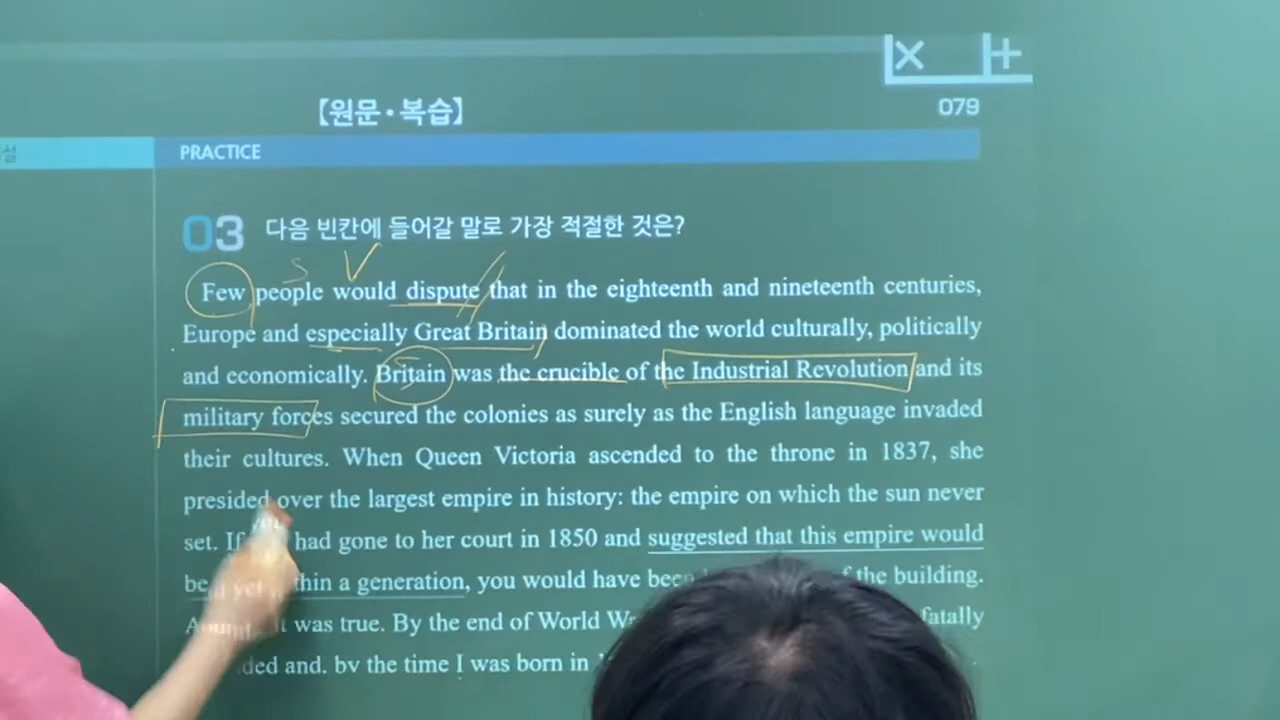 【원문·복습】
079
설
PRACTICE
03 다음 빈칸에 들어갈 말로 가장 적절한 것은?
S V
Few people would dispute that in the eighteenth and nineteenth centuries,
Europe and especially Great Britain dominated the world culturally, politically
and economically. Britain was the crucible of the Industrial Revolution and its
military forces secured the colonies as surely as the English language invaded
their cultures. When Queen Victoria ascended to the throne in 1837, she
presided over the largest empire in history: the empire on which the sun never
set. If had gone to her court in 1850 and suggested that this empire would
be yet a generation, you would have been of the building.
it was true. By the end of World fatally
and, by the time I was born in